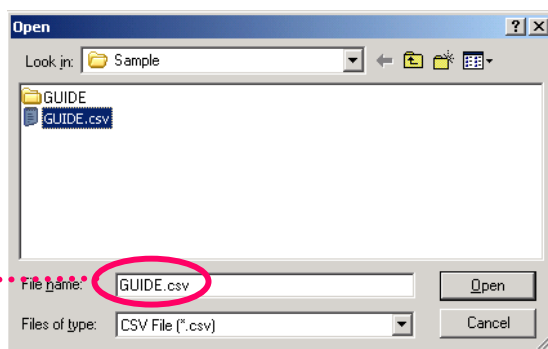 Open
Look in: Sample
GUIDE
GUIDE.csv
File name: GUIDE.csv
Open
Files of type: CSV File (*.csv)
Cancel